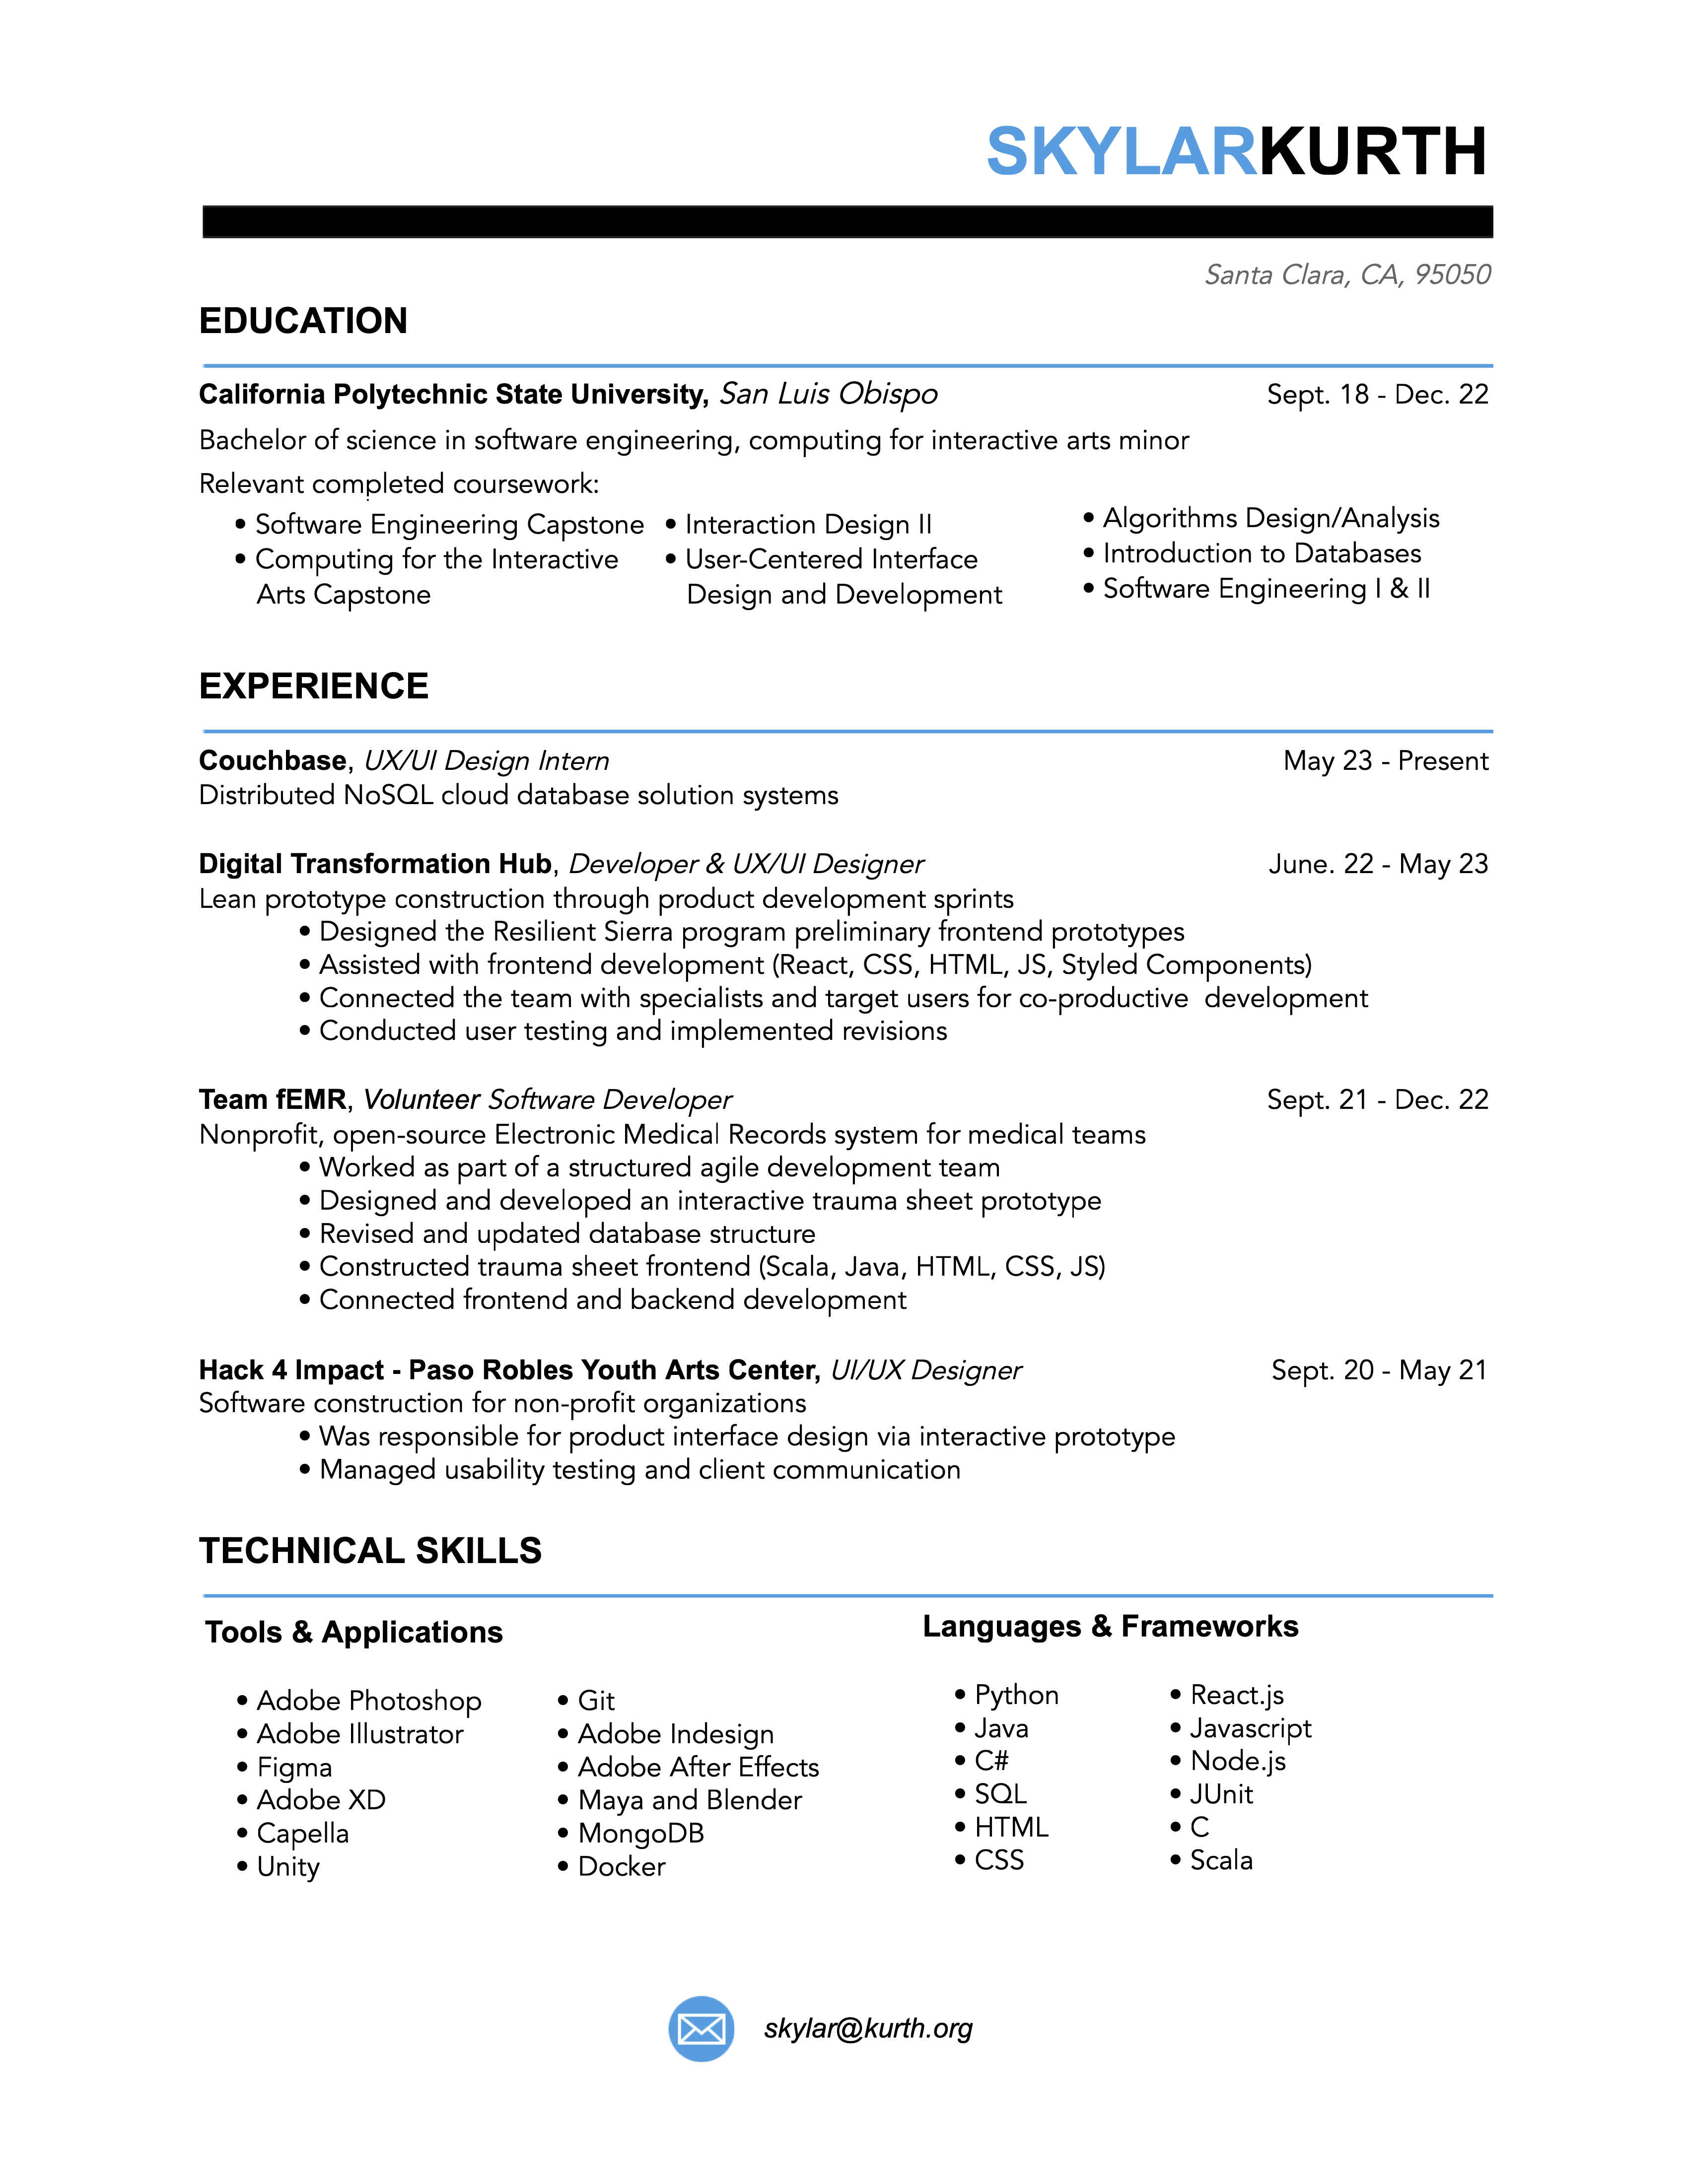 SKYLARKURTH
Santa Clara, CA, 95050
EDUCATION
California Polytechnic State University, San Luis Obispo Sept. 18 - Dec. 22
Bachelor of science in software engineering, computing for interactive arts minor
Relevant completed coursework:
• Software Engineering Capstone
• Computing for the Interactive
Arts Capstone
• Interaction Design II
• User-Centered Interface
Design and Development
• Algorithms Design/Analysis
• Introduction to Databases
• Software Engineering I & II
EXPERIENCE
Couchbase, UX/UI Design Intern May 23 - Present
Distributed NoSQL cloud database solution systems
Digital Transformation Hub, Developer & UX/UI Designer June. 22 - May 23
Lean prototype construction through product development sprints
• Designed the Resilient Sierra program preliminary frontend prototypes
• Assisted with frontend development (React, CSS, HTML, JS, Styled Components)
• Connected the team with specialists and target users for co-productive  development
• Conducted user testing and implemented revisions
Team fEMR, Volunteer Software Developer Sept. 21 - Dec. 22
Nonprofit, open-source Electronic Medical Records system for medical teams
• Worked as part of a structured agile development team
• Designed and developed an interactive trauma sheet prototype
• Revised and updated database structure
• Constructed trauma sheet frontend (Scala, Java, HTML, CSS, JS)
• Connected frontend and backend development
Hack 4 Impact - Paso Robles Youth Arts Center, UI/UX Designer Sept. 20 - May 21
Software construction for non-profit organizations
• Was responsible for product interface design via interactive prototype
• Managed usability testing and client communication
TECHNICAL SKILLS
Tools & Applications
• Adobe Photoshop
• Adobe Illustrator
• Figma
• Adobe XD
• Capella
• Unity
• Git
• Adobe Indesign
• Adobe After Effects
• Maya and Blender
• MongoDB
• Docker
Languages & Frameworks
• Python
• Java
• C#
• SQL
• HTML
• CSS
• React.js
• Javascript
• Node.js
• JUnit
• C
• Scala
skylar@kurth.org